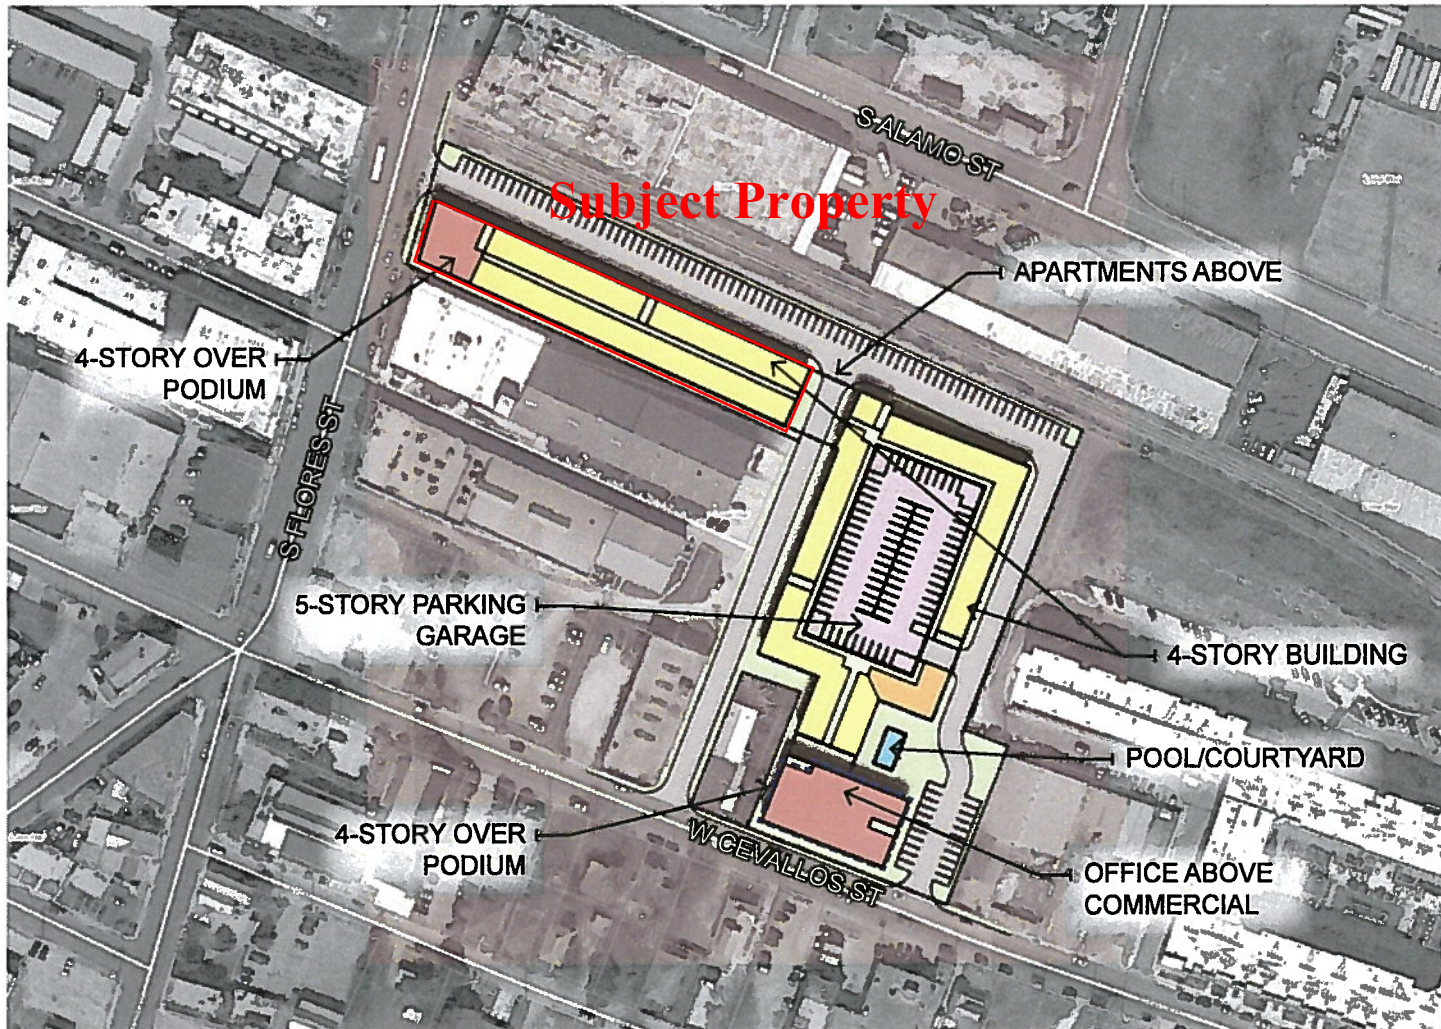 S ALAMO ST
Subject Property
APARTMENTS ABOVE
4-STORY OVER
PODIUM
S FLORES ST
5-STORY PARKING
GARAGE
4-STORY BUILDING
POOL/COURTYARD
4-STORY OVER
PODIUM
W CEVALLOS ST
OFFICE ABOVE
COMMERCIAL